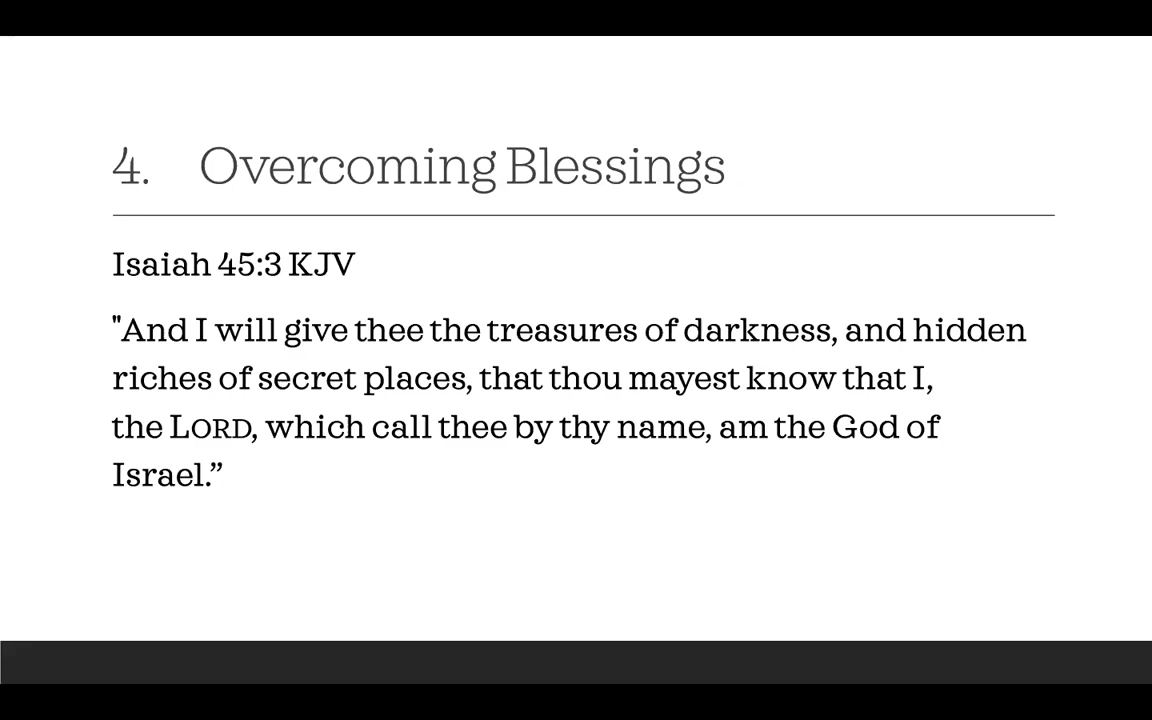 4. Overcoming Blessings
Isaiah 45:3 KJV
"And I will give thee the treasures of darkness, and hidden
riches of secret places, that thou mayest know that I,
the LORD, which call thee by thy name, am the God of
Israel.”